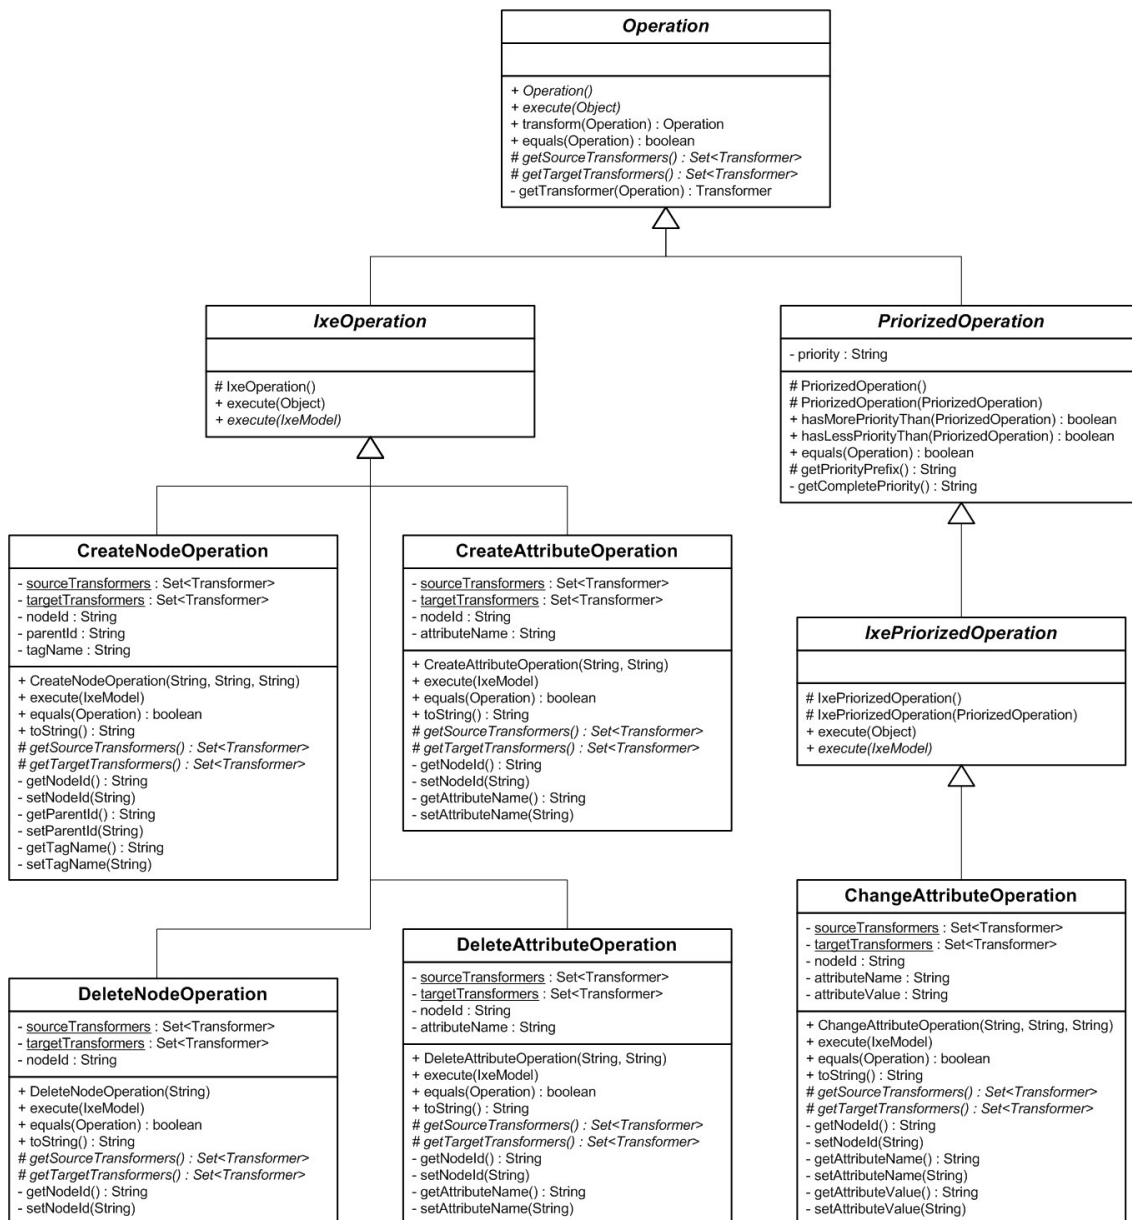 Operation
+ Operation()
+ execute(Object)
+ transform(Operation) : Operation
+ equals(Operation) : boolean
# getSourceTransformers() : Set<Transformer>
# getTargetTransformers() : Set<Transformer>
- getTransformer(Operation) : Transformer
IxeOperation
# IxeOperation()
+ execute(Object)
+ execute(IxeModel)
PriorizedOperation
- priority : String
# PriorizedOperation()
# PriorizedOperation(PriorizedOperation)
+ hasMorePriorityThan(PriorizedOperation) : boolean
+ hasLessPriorityThan(PriorizedOperation) : boolean
+ equals(Operation) : boolean
# getPriorityPrefix() : String
- getCompletePriority() : String
CreateNodeOperation
- sourceTransformers : Set<Transformer>
- targetTransformers : Set<Transformer>
- nodeId : String
- parentId : String
- tagName : String
+ CreateNodeOperation(String, String, String)
+ execute(IxeModel)
+ equals(Operation) : boolean
+ toString() : String
# getSourceTransformers() : Set<Transformer>
# getTargetTransformers() : Set<Transformer>
- getNodeId() : String
- setNodeId(String)
- getParentId() : String
- setParentId(String)
- getTagName() : String
- setTagName(String)
CreateAttributeOperation
- sourceTransformers : Set<Transformer>
- targetTransformers : Set<Transformer>
- nodeId : String
- attributeName : String
+ CreateAttributeOperation(String, String)
+ execute(IxeModel)
+ equals(Operation) : boolean
+ toString() : String
# getSourceTransformers() : Set<Transformer>
# getTargetTransformers() : Set<Transformer>
- getNodeId() : String
- setNodeId(String)
- getAttributeName() : String
- setAttributeName(String)
IxePriorizedOperation
# IxePriorizedOperation()
# IxePriorizedOperation(PriorizedOperation)
+ execute(Object)
+ execute(IxeModel)
DeleteNodeOperation
- sourceTransformers : Set<Transformer>
- targetTransformers : Set<Transformer>
- nodeId : String
+ DeleteNodeOperation(String)
+ execute(IxeModel)
+ equals(Operation) : boolean
+ toString() : String
# getSourceTransformers() : Set<Transformer>
# getTargetTransformers() : Set<Transformer>
- getNodeId() : String
- setNodeId(String)
DeleteAttributeOperation
- sourceTransformers : Set<Transformer>
- targetTransformers : Set<Transformer>
- nodeId : String
- attributeName : String
+ DeleteAttributeOperation(String, String)
+ execute(IxeModel)
+ equals(Operation) : boolean
+ toString() : String
# getSourceTransformers() : Set<Transformer>
# getTargetTransformers() : Set<Transformer>
- getNodeId() : String
- setNodeId(String)
- getAttributeName() : String
- setAttributeName(String)
ChangeAttributeOperation
- sourceTransformers : Set<Transformer>
- targetTransformers : Set<Transformer>
- nodeId : String
- attributeName : String
- attributeValue : String
+ ChangeAttributeOperation(String, String, String)
+ execute(IxeModel)
+ equals(Operation) : boolean
+ toString() : String
# getSourceTransformers() : Set<Transformer>
# getTargetTransformers() : Set<Transformer>
- getNodeId() : String
- setNodeId(String)
- getAttributeName() : String
- setAttributeName(String)
- getAttributeValue() : String
- setAttributeValue(String)